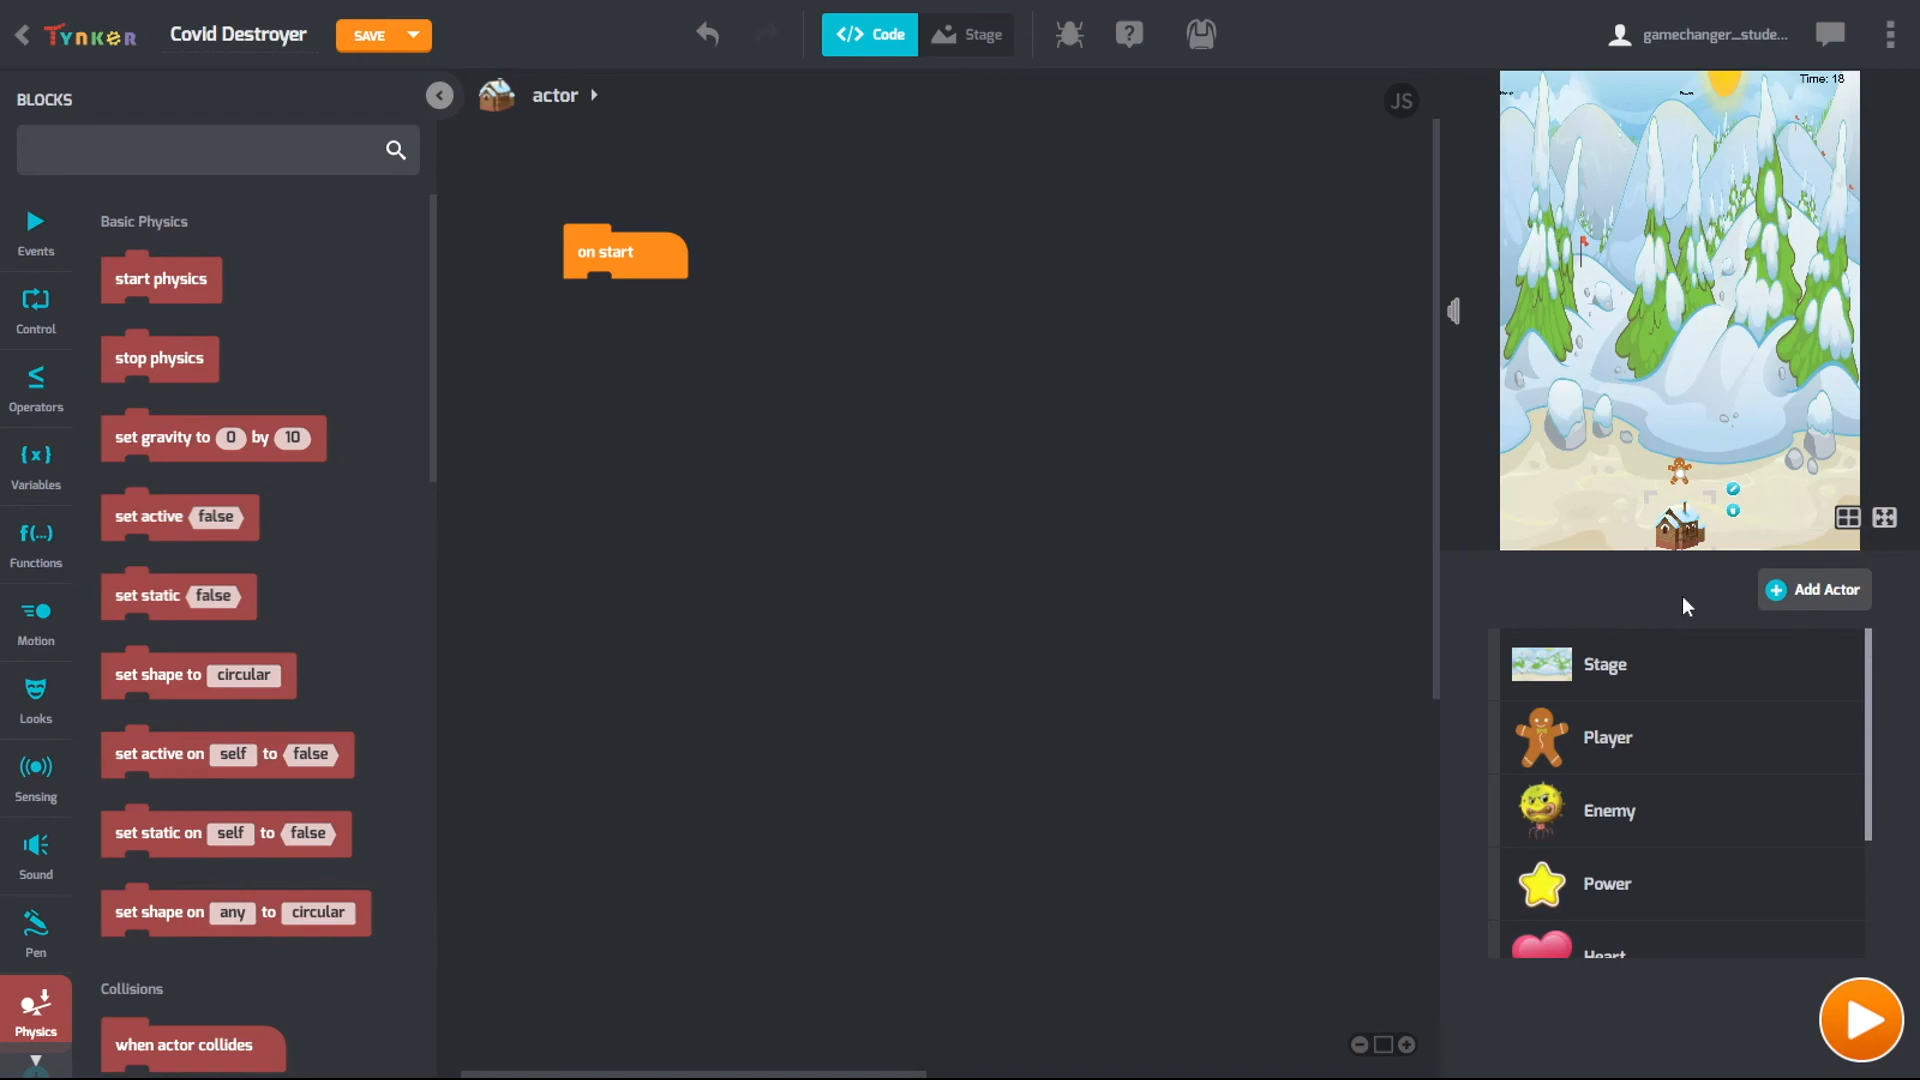 TYNKER
Covid Destroyer
SAVE
</> Code
Stage
?
gamechanger_stude...
BLOCKS
actor
JS
Time: 18
Events
Control
Operators
{x}
Variables
f(...)
Functions
Motion
Looks
Sensing
Sound
Pen
Physics
Basic Physics
start physics
stop physics
set gravity to 0 by 10
set active false
set static false
set shape to circular
set active on self to false
set static on self to false
set shape on any to circular
Collisions
when actor collides
on start
Add Actor
Stage
Player
Enemy
Power
Heart